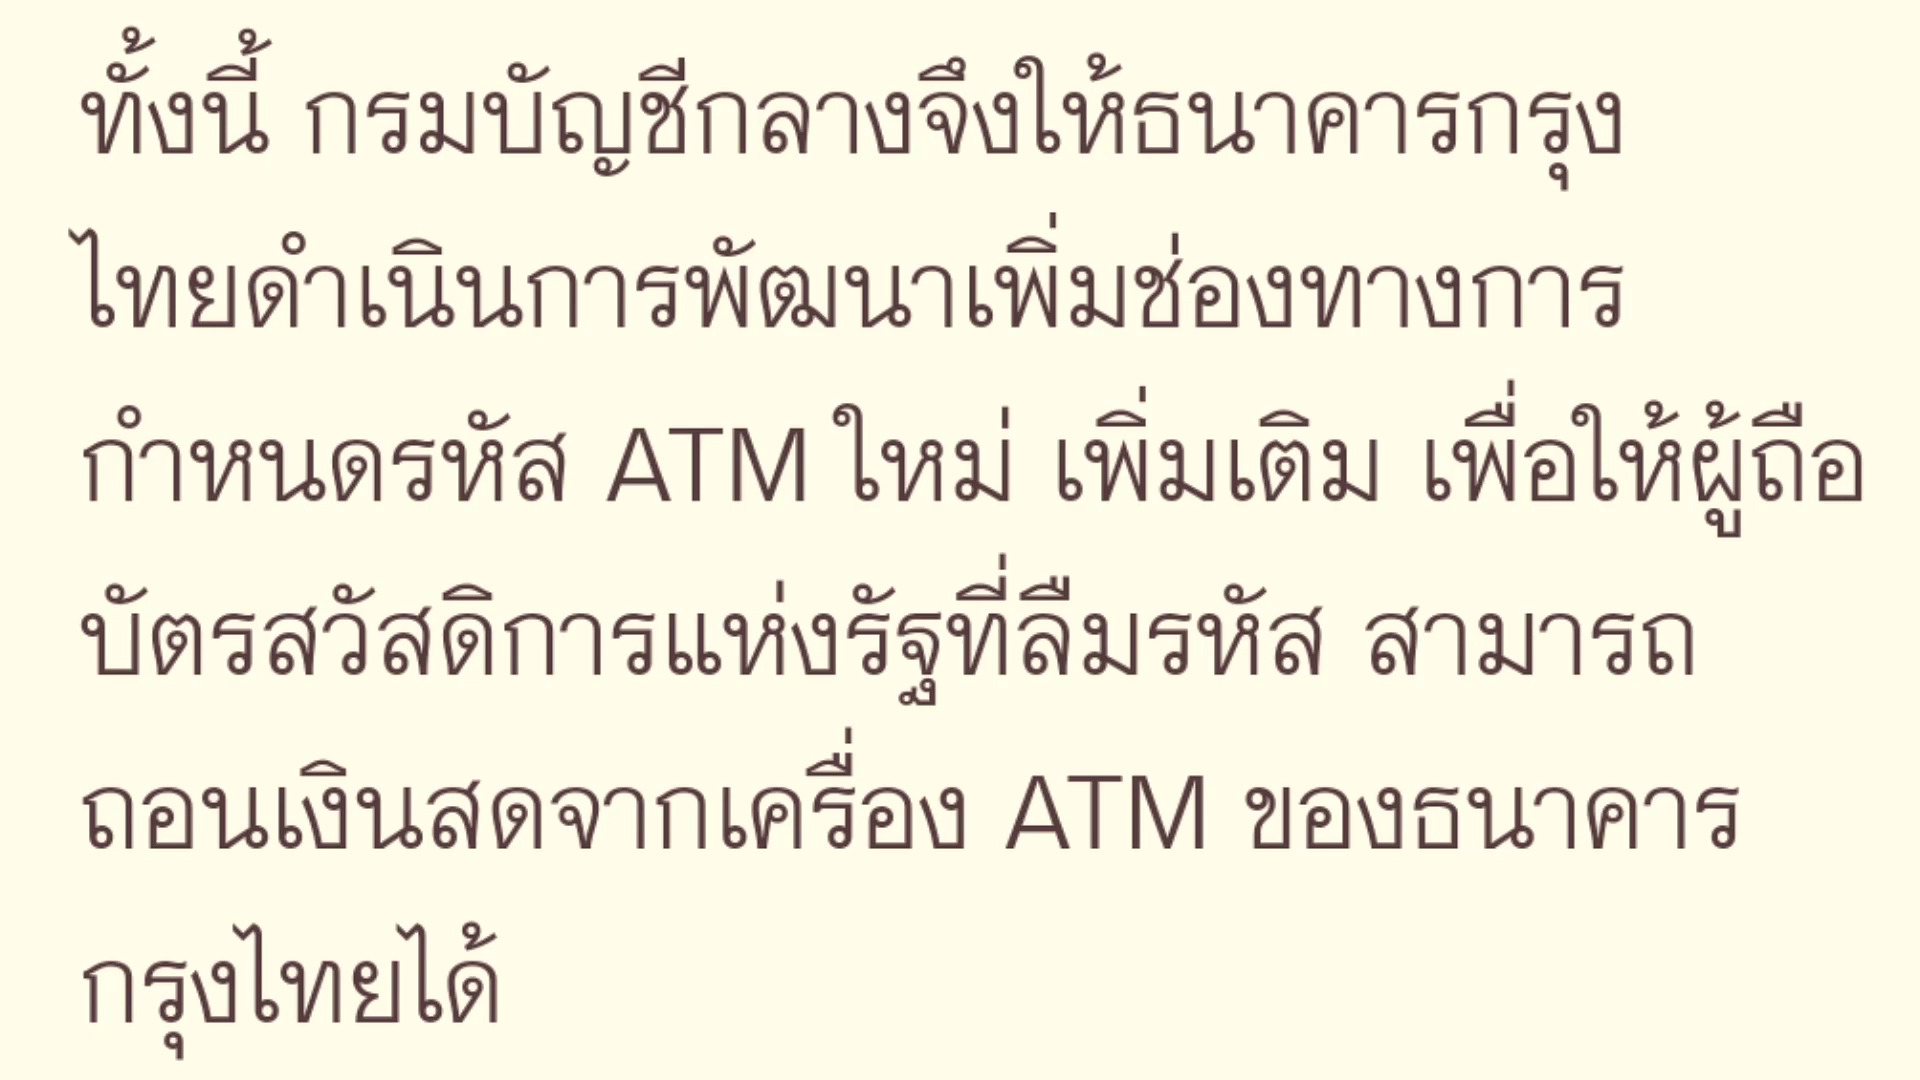 ทั้งนี้ กรมบัญชีกลางจึงให้ธนาคารกรุง
ไทยดำเนินการพัฒนาเพิ่มช่องทางการ
กำหนดรหัส ATM ใหม่ เพิ่มเติม เพื่อให้ผู้ถือ
บัตรสวัสดิการแห่งรัฐที่ลืมรหัส สามารถ
ถอนเงินสดจากเครื่อง ATM ของธนาคาร
กรุงไทยได้